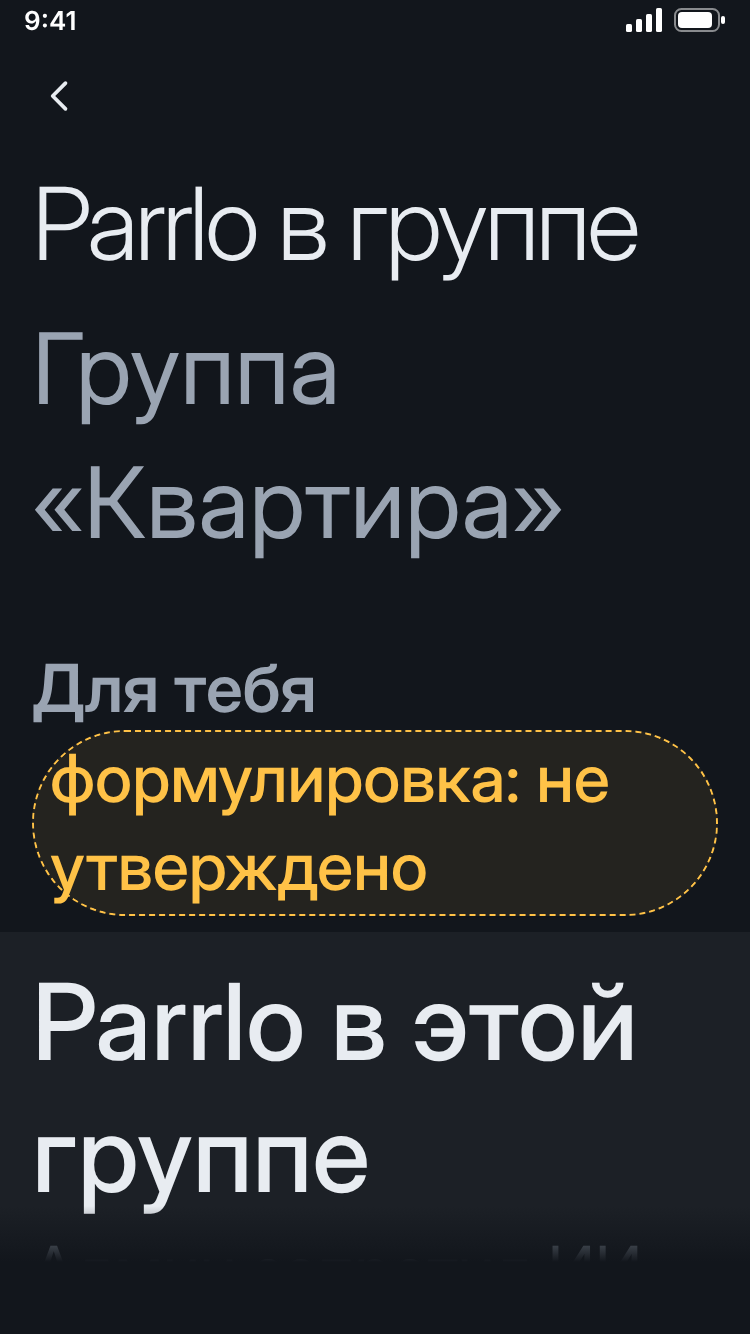 9:41
Parrlo в группе
Группа
«Квартира»
Для тебя
формулировка: не
утверждено
Parrlo в этой
группе